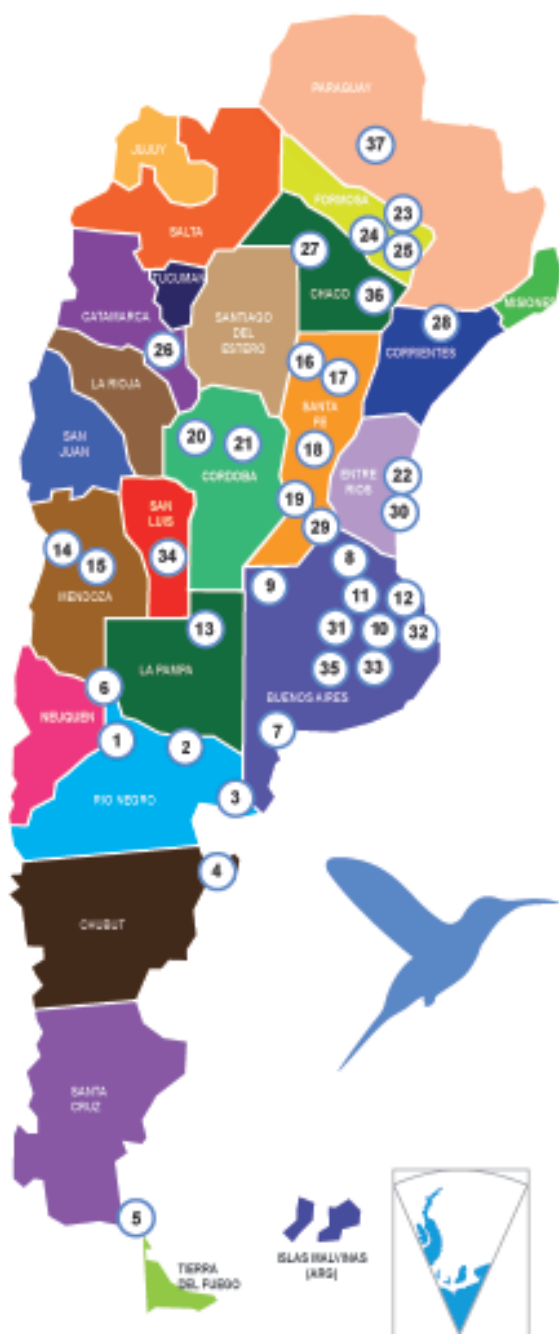 PARAGUAY
37
JUJUY
FORMOSA
23
24
25
SALTA
27
TUCUMAN
CHACO
36
MISIONES
CATAMARCA
SANTIAGO
DEL
ESTERO
28
CORRIENTES
26
16
17
LA RIOJA
SANTA
FE
SAN
JUAN
20
21
18
CORDOBA
ENTRE
RIOS
22
19
30
SAN
LUIS
29
14
15
34
8
MENDOZA
9
11
12
13
31
10
32
LA PAMPA
35
33
6
BUENOS AIRES
NEUQUEN
7
1
2
RIO NEGRO
3
4
CHUBUT
SANTA
CRUZ
5
ISLAS MALVINAS
(ARG)
TIERRA
DEL FUEGO